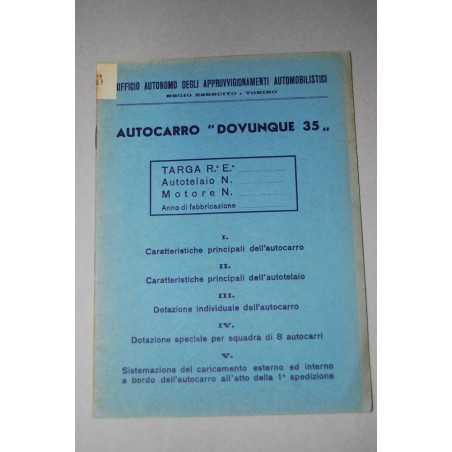 B
UFFICIO AUTONOMO DEGLI APPROVVIGIONAMENTI AUTOMOBILISTICI
REGIO ESERCITO - TORINO
AUTOCARRO "DOVUNQUE 35„
TARGA R.º E.º
Autotelaio N.
Motore N.
Anno di fabbricazione
I.
Caratteristiche principali dell'autocarro
II.
Caratteristiche principali dell'autotelaio
III.
Dotazione individuale dell'autocarro
IV.
Dotazione speciale per squadra di 8 autocarri
V.
Sistemazione del caricamento esterno ed interno
a bordo dell'autocarro all'atto della 1ª spedizione